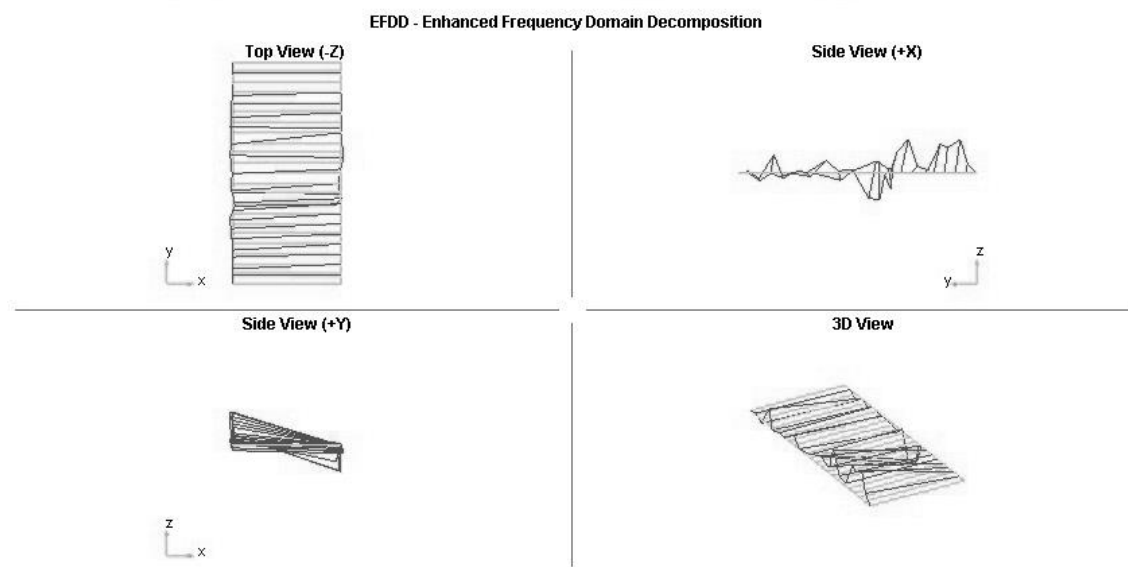 EFDD - Enhanced Frequency Domain Decomposition
Top View (-Z)
Side View (+X)
y
x
z
y
Side View (+Y)
3D View
z
x